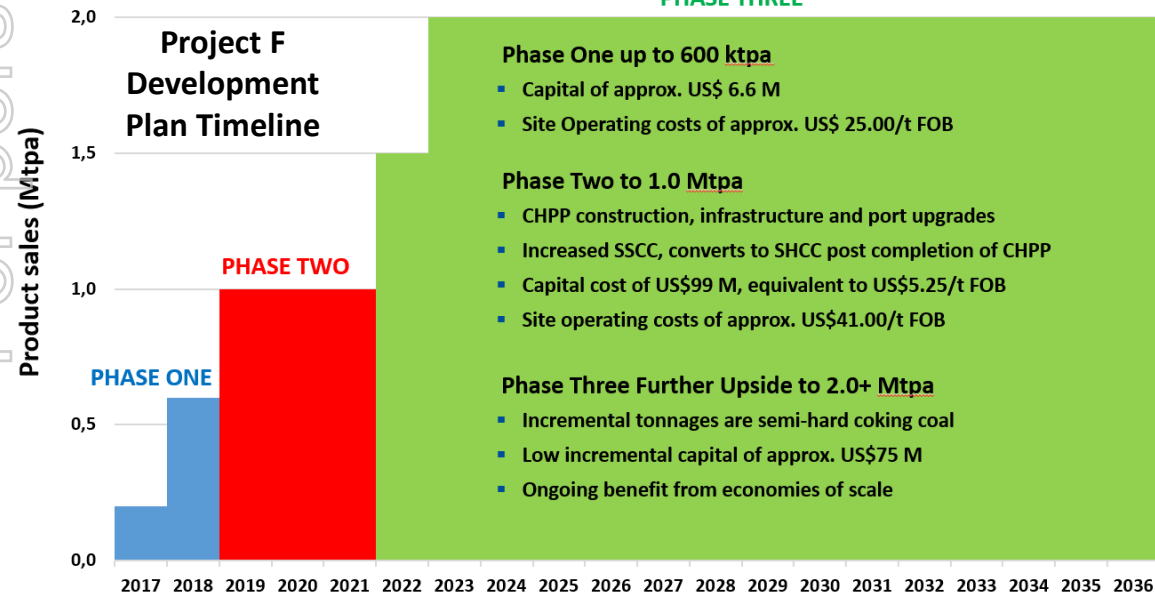 PHASE THREE
2,0
Project F
Development
Plan Timeline
Phase One up to 600 ktpa
▪ Capital of approx. US$ 6.6 M
▪ Site Operating costs of approx. US$ 25.00/t FOB
1,5
Phase Two to 1.0 Mtpa
▪ CHPP construction, infrastructure and port upgrades
▪ Increased SSCC, converts to SHCC post completion of CHPP
▪ Capital cost of US$99 M, equivalent to US$5.25/t FOB
▪ Site operating costs of approx. US$41.00/t FOB
PHASE TWO
1,0
Product sales (Mtpa)
PHASE ONE
Phase Three Further Upside to 2.0+ Mtpa
▪ Incremental tonnages are semi-hard coking coal
▪ Low incremental capital of approx. US$75 M
▪ Ongoing benefit from economies of scale
0,5
0,0
2017 2018 2019 2020 2021 2022 2023 2024 2025 2026 2027 2028 2029 2030 2031 2032 2033 2034 2035 2036